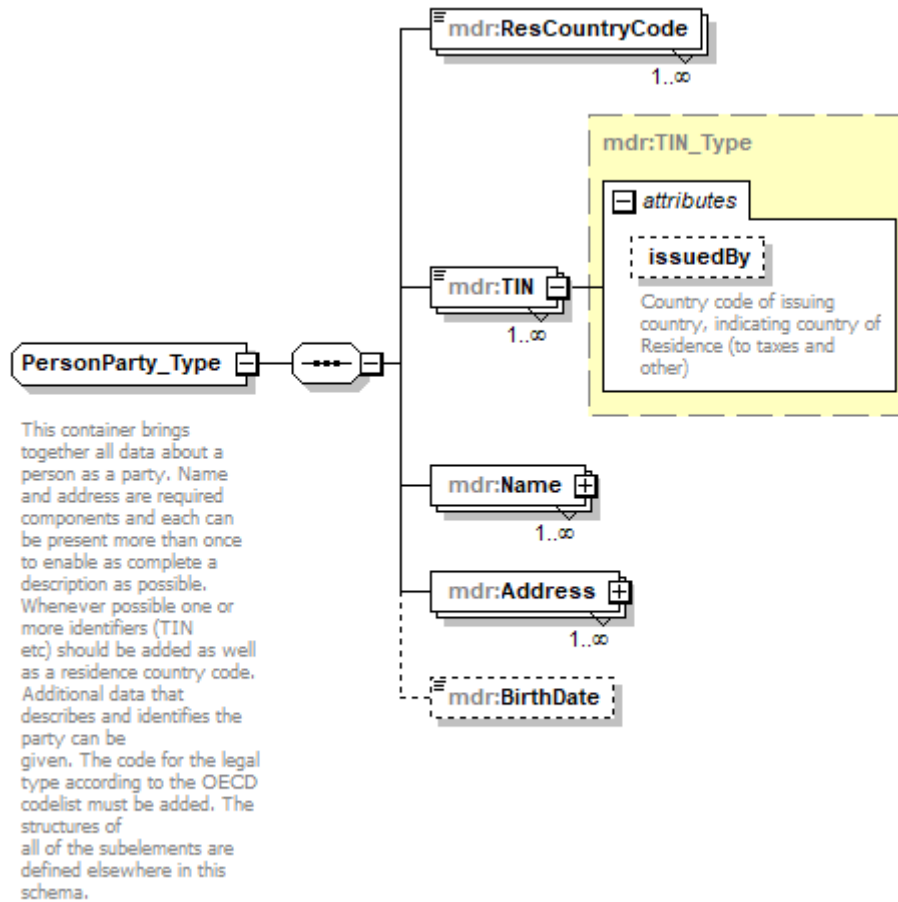 mdr:ResCountryCode
1..∞
mdr:TIN_Type
attributes
issuedBy
Country code of issuing
country, indicating country of
Residence (to taxes and
other)
mdr:TIN
1..∞
PersonParty_Type
This container brings
together all data about a
person as a party. Name
and address are required
components and each can
be present more than once
to enable as complete a
description as possible.
Whenever possible one or
more identifiers (TIN
etc) should be added as well
as a residence country code.
Additional data that
describes and identifies the
party can be
given. The code for the legal
type according to the OECD
codelist must be added. The
structures of
all of the subelements are
defined elsewhere in this
schema.
mdr:Name
1..∞
mdr:Address
1..∞
mdr:BirthDate